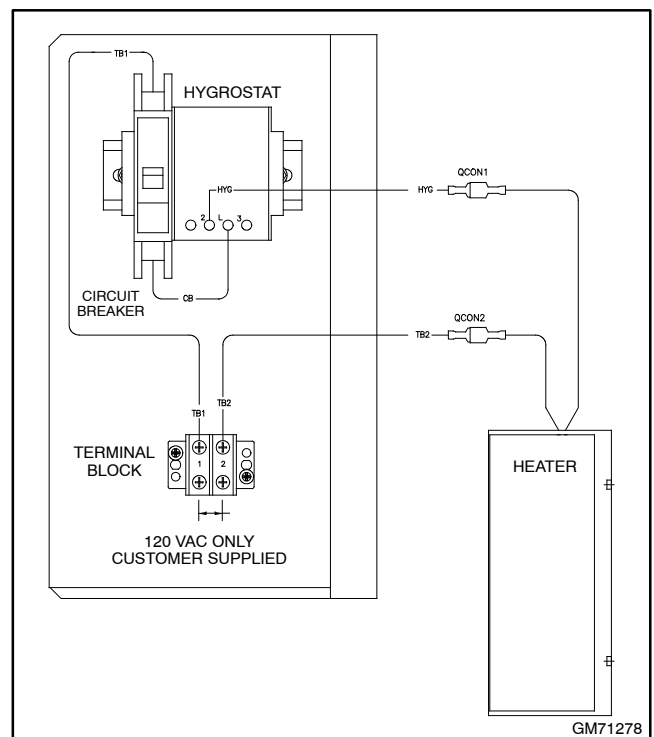 TB1
HYGROSTAT
HYG
HYG
QCON1
2 L 3
CIRCUIT
BREAKER
CB
TB2
QCON2
TB1
TB2
TERMINAL
BLOCK
1 2
HEATER
120 VAC ONLY
CUSTOMER SUPPLIED
GM71278